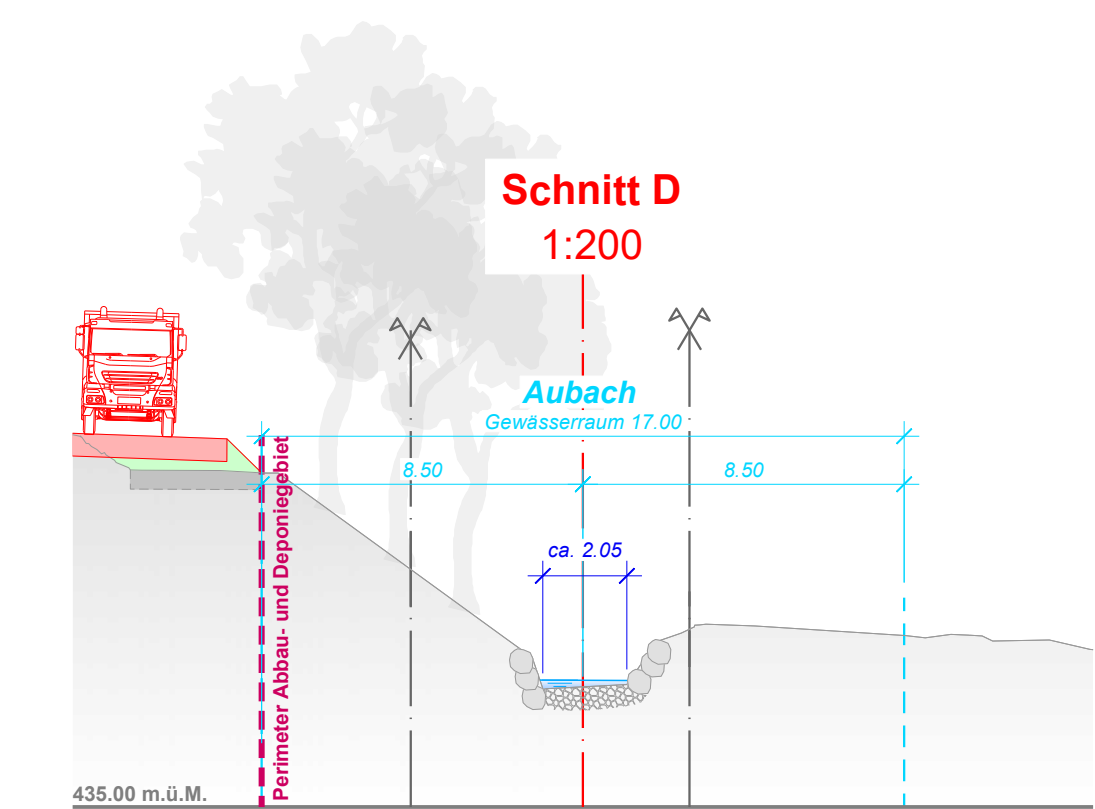 Schnitt D
1:200
Aubach
Gewässerraum 17.00
8.50
8.50
ca. 2.05
Perimeter Abbau- und Deponiegebiet
435.00 m.ü.M.